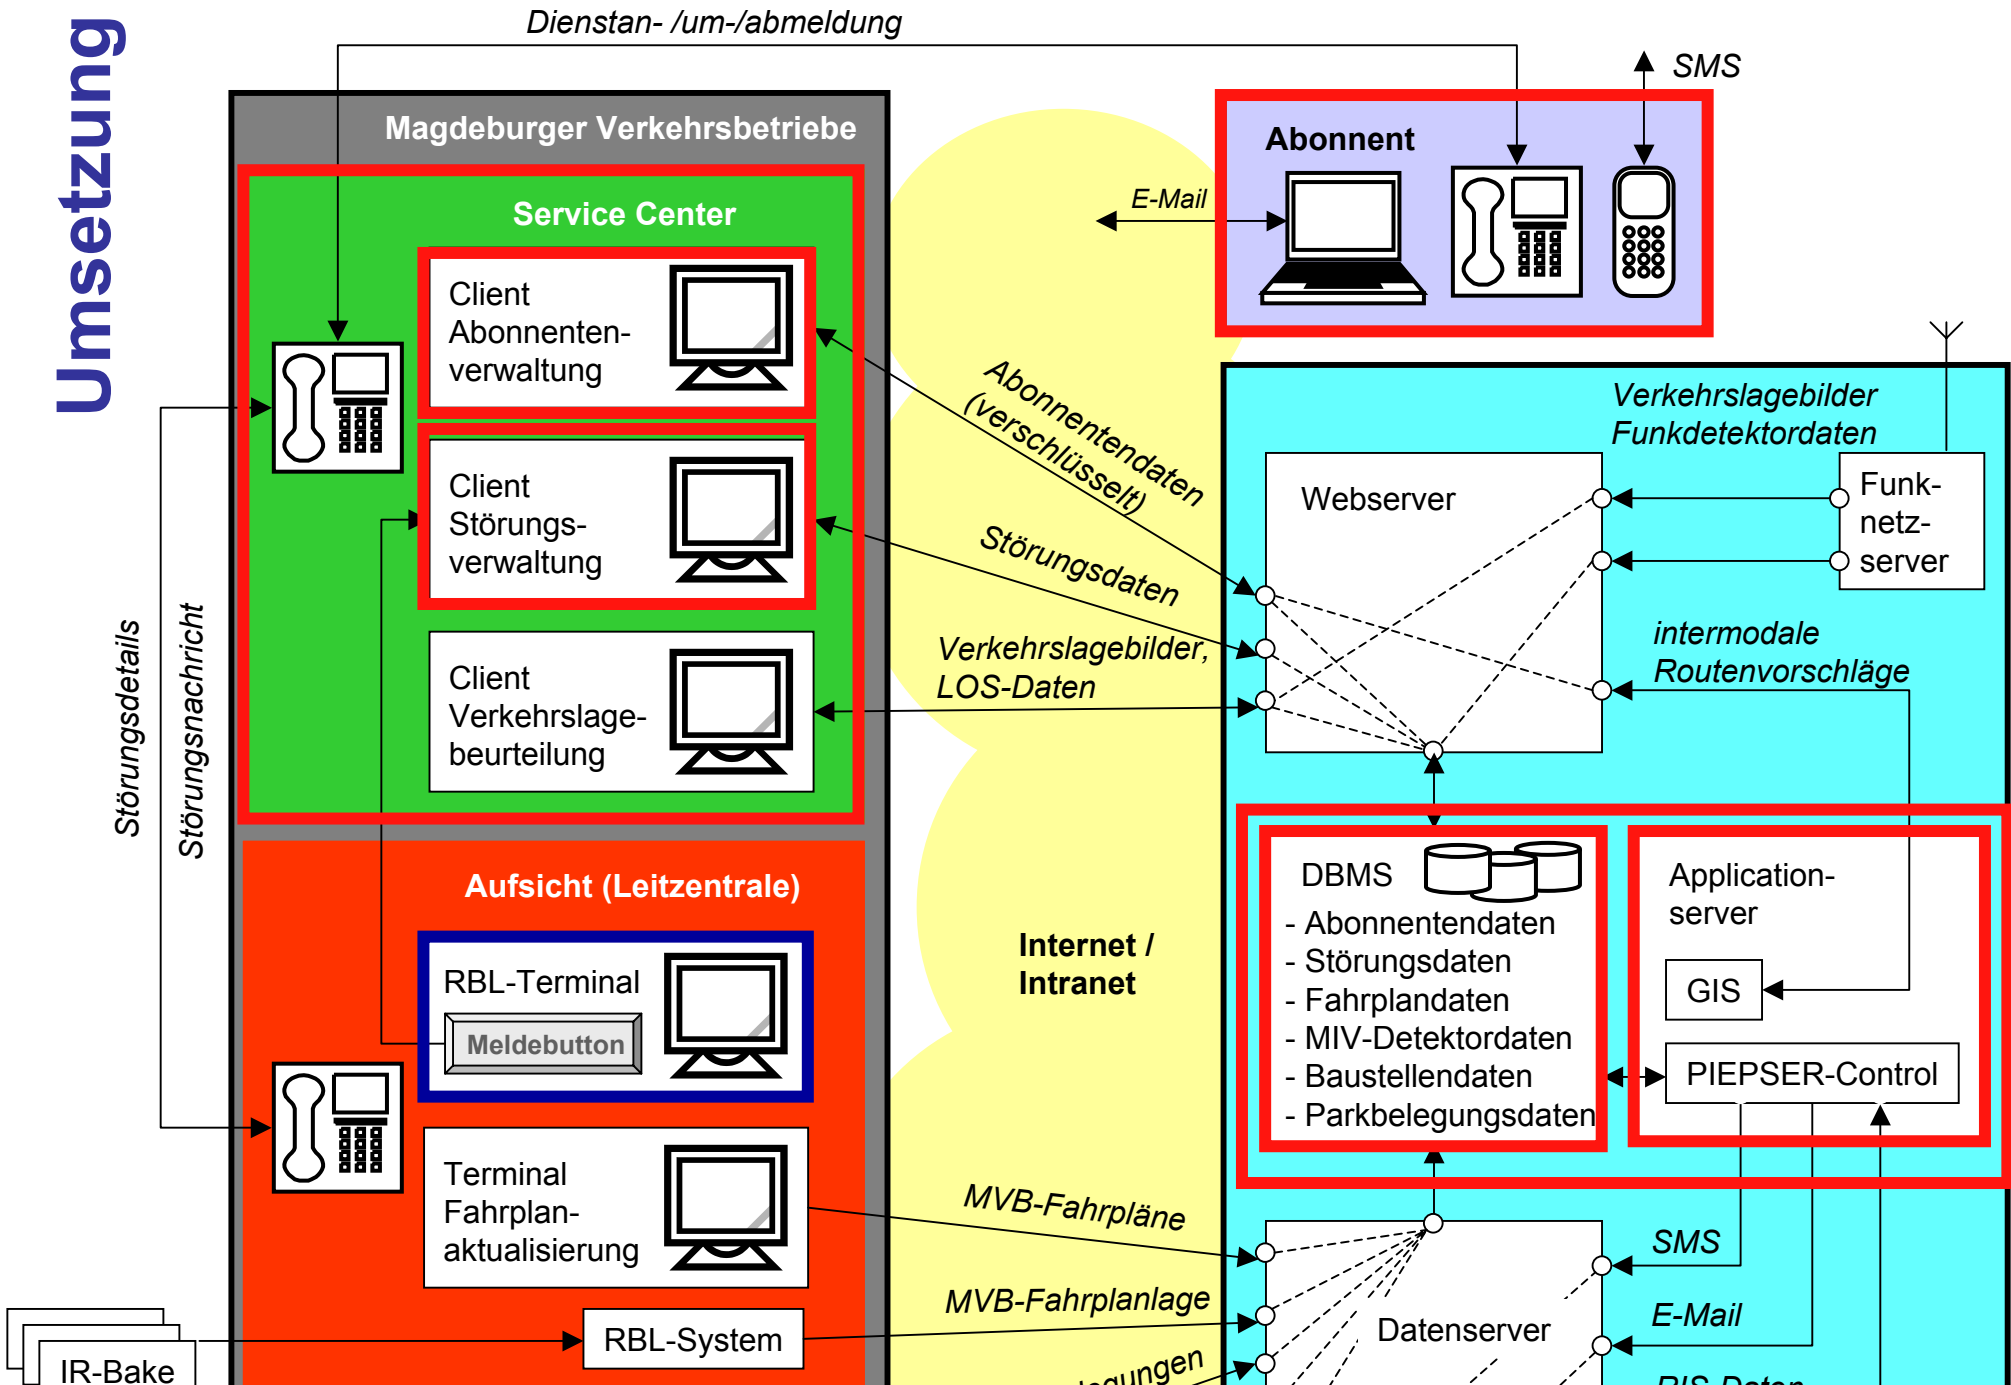 Umsetzung
Dienstan- /um-/abmeldung
SMS
Magdeburger Verkehrsbetriebe
Abonnent
E-Mail
Service Center
Client
Abonnenten-
verwaltung
Client
Störungs-
verwaltung
Client
Verkehrslage-
beurteilung
Störungsdetails
Störungsnachricht
Abonnentendaten
(verschlüsselt)
Störungsdaten
Verkehrslagebilder,
LOS-Daten
Verkehrslagebilder
Funkdetektordaten
Webserver
Funk-
netz-
server
intermodale
Routenvorschläge
Aufsicht (Leitzentrale)
RBL-Terminal
Meldebutton
Terminal
Fahrplan-
aktualisierung
RBL-System
IR-Bake
Internet /
Intranet
DBMS
- Abonnentendaten
- Störungsdaten
- Fahrplandaten
- MIV-Detektordaten
- Baustellendaten
- Parkbelegungsdaten
Application-
server
GIS
PIEPSER-Control
MVB-Fahrpläne
MVB-Fahrplanlage
Datenserver
SMS
E-Mail